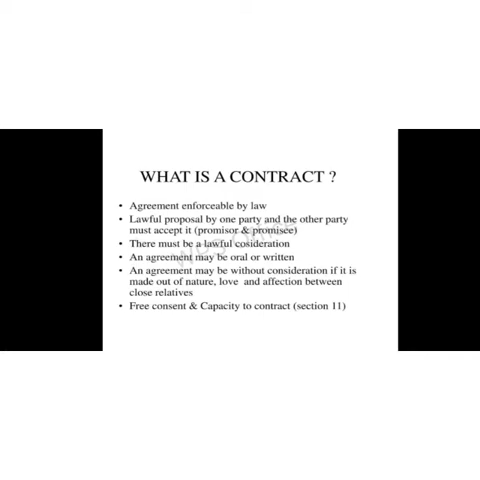 WHAT IS A CONTRACT ?
• Agreement enforceable by law
• Lawful proposal by one party and the other party
must accept it (promisor & promisee)
• There must be a lawful cosideration
• An agreement may be oral or written
• An agreement may be without consideration if it is
made out of nature, love and affection between
close relatives
• Free consent & Capacity to contract (section 11)
WPS Office